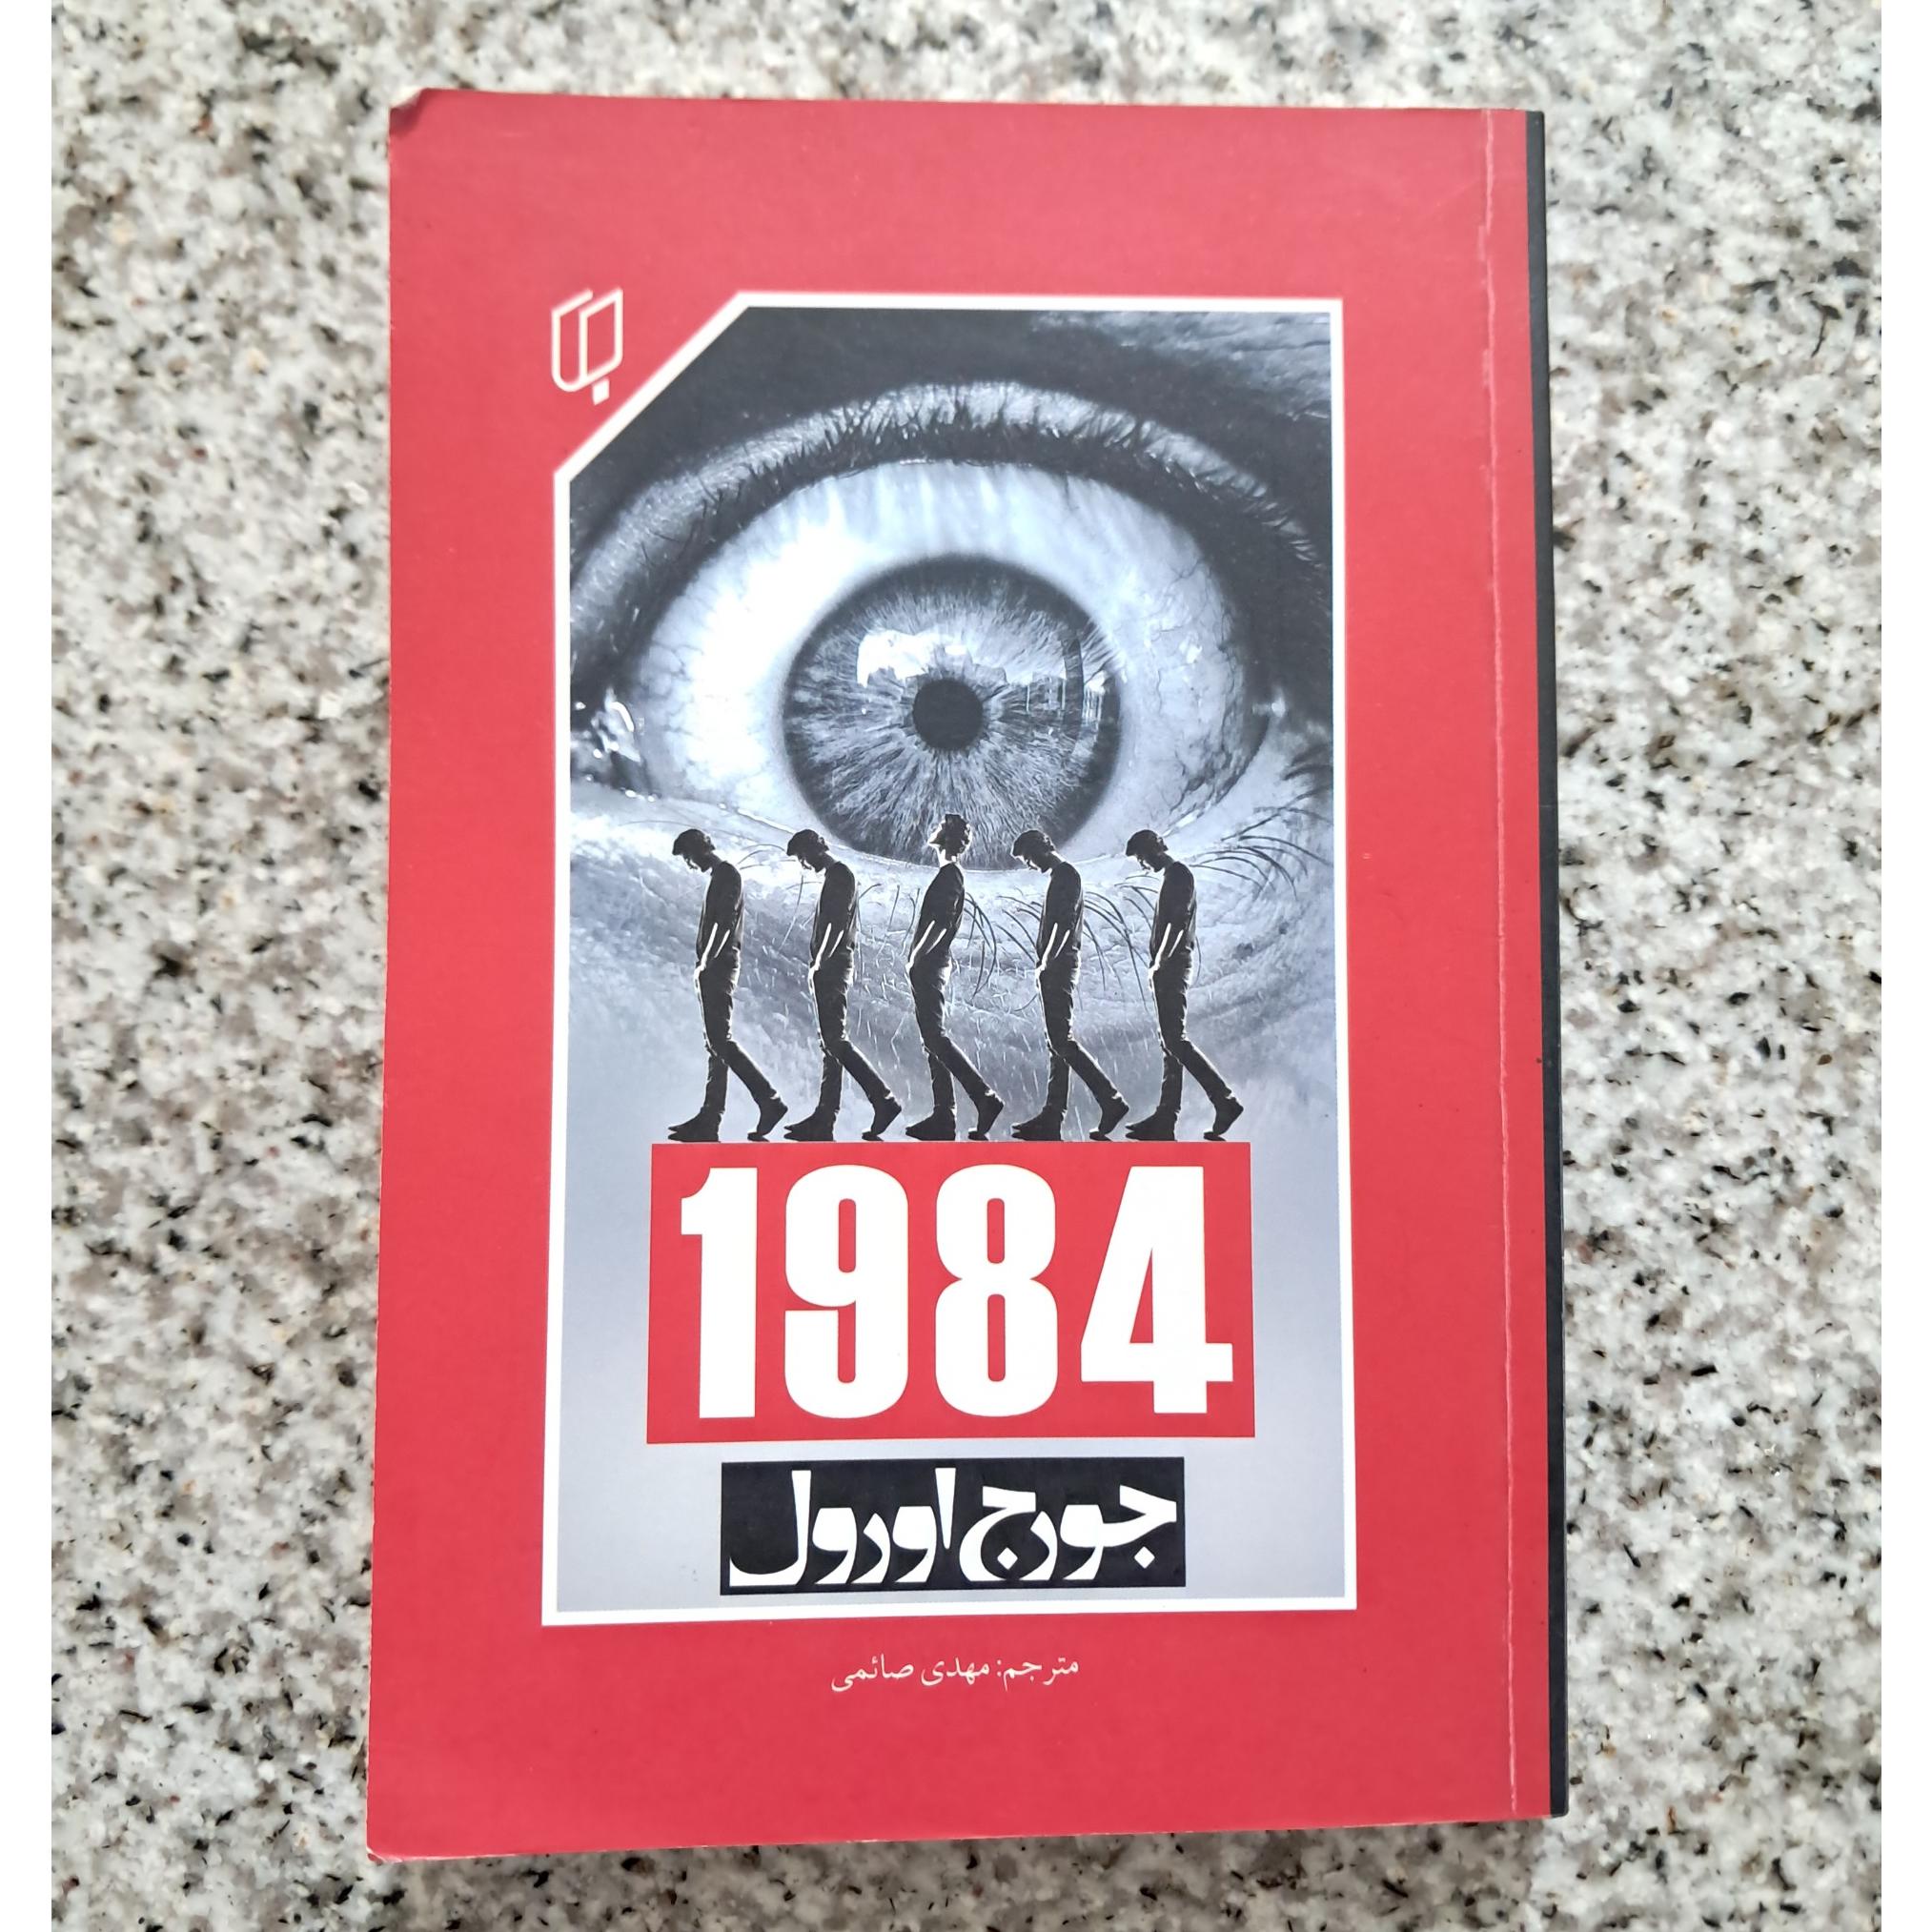 1984
جورج اورول
مترجم: مهدی صائمی